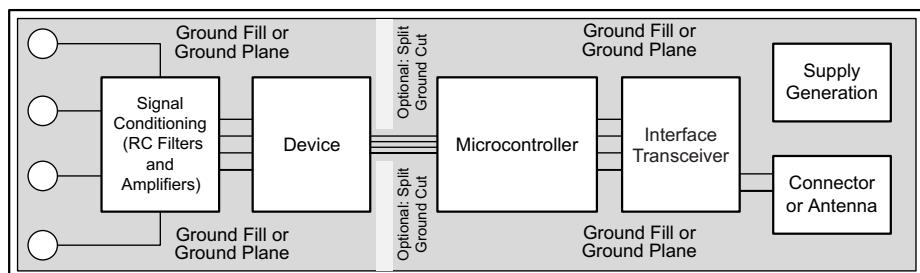 Ground Fill or
Ground Plane
Optional: Split
Ground Cut
Ground Fill or
Ground Plane
Supply
Generation
Signal
Conditioning
(RC Filters
and
Amplifiers)
Device
Microcontroller
Interface
Transceiver
Connector
or Antenna
Ground Fill or
Ground Plane
Optional: Split
Ground Cut
Ground Fill or
Ground Plane